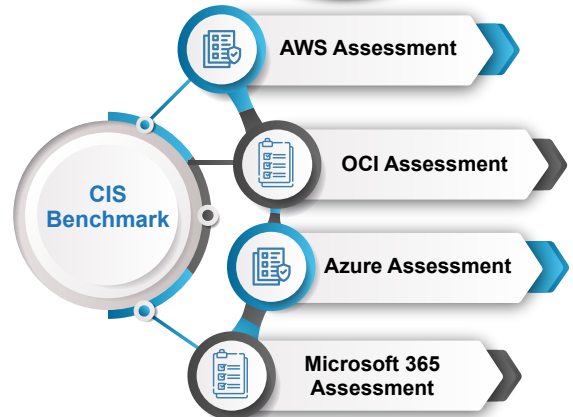 AWS Assessment
OCI Assessment
CIS
Benchmark
Azure Assessment
Microsoft 365
Assessment